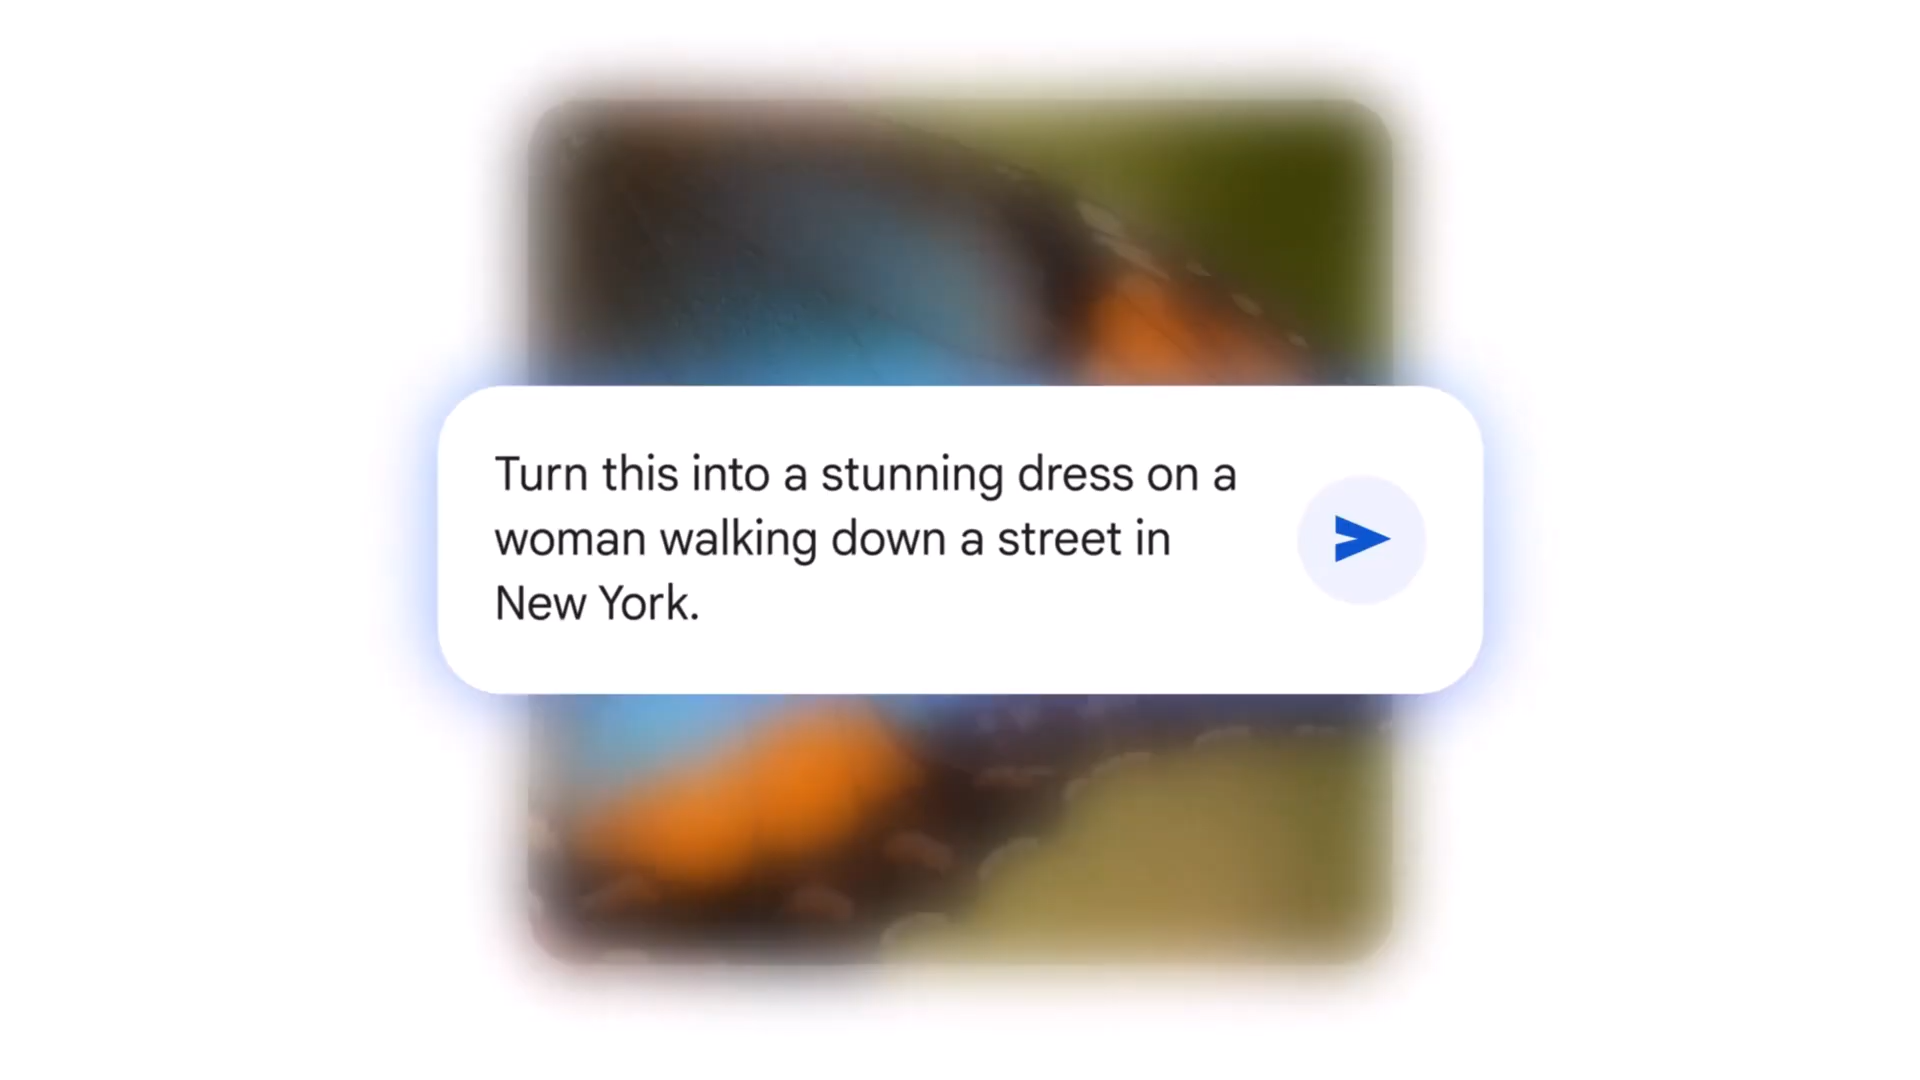 Turn this into a stunning dress on a
woman walking down a street in
New York.